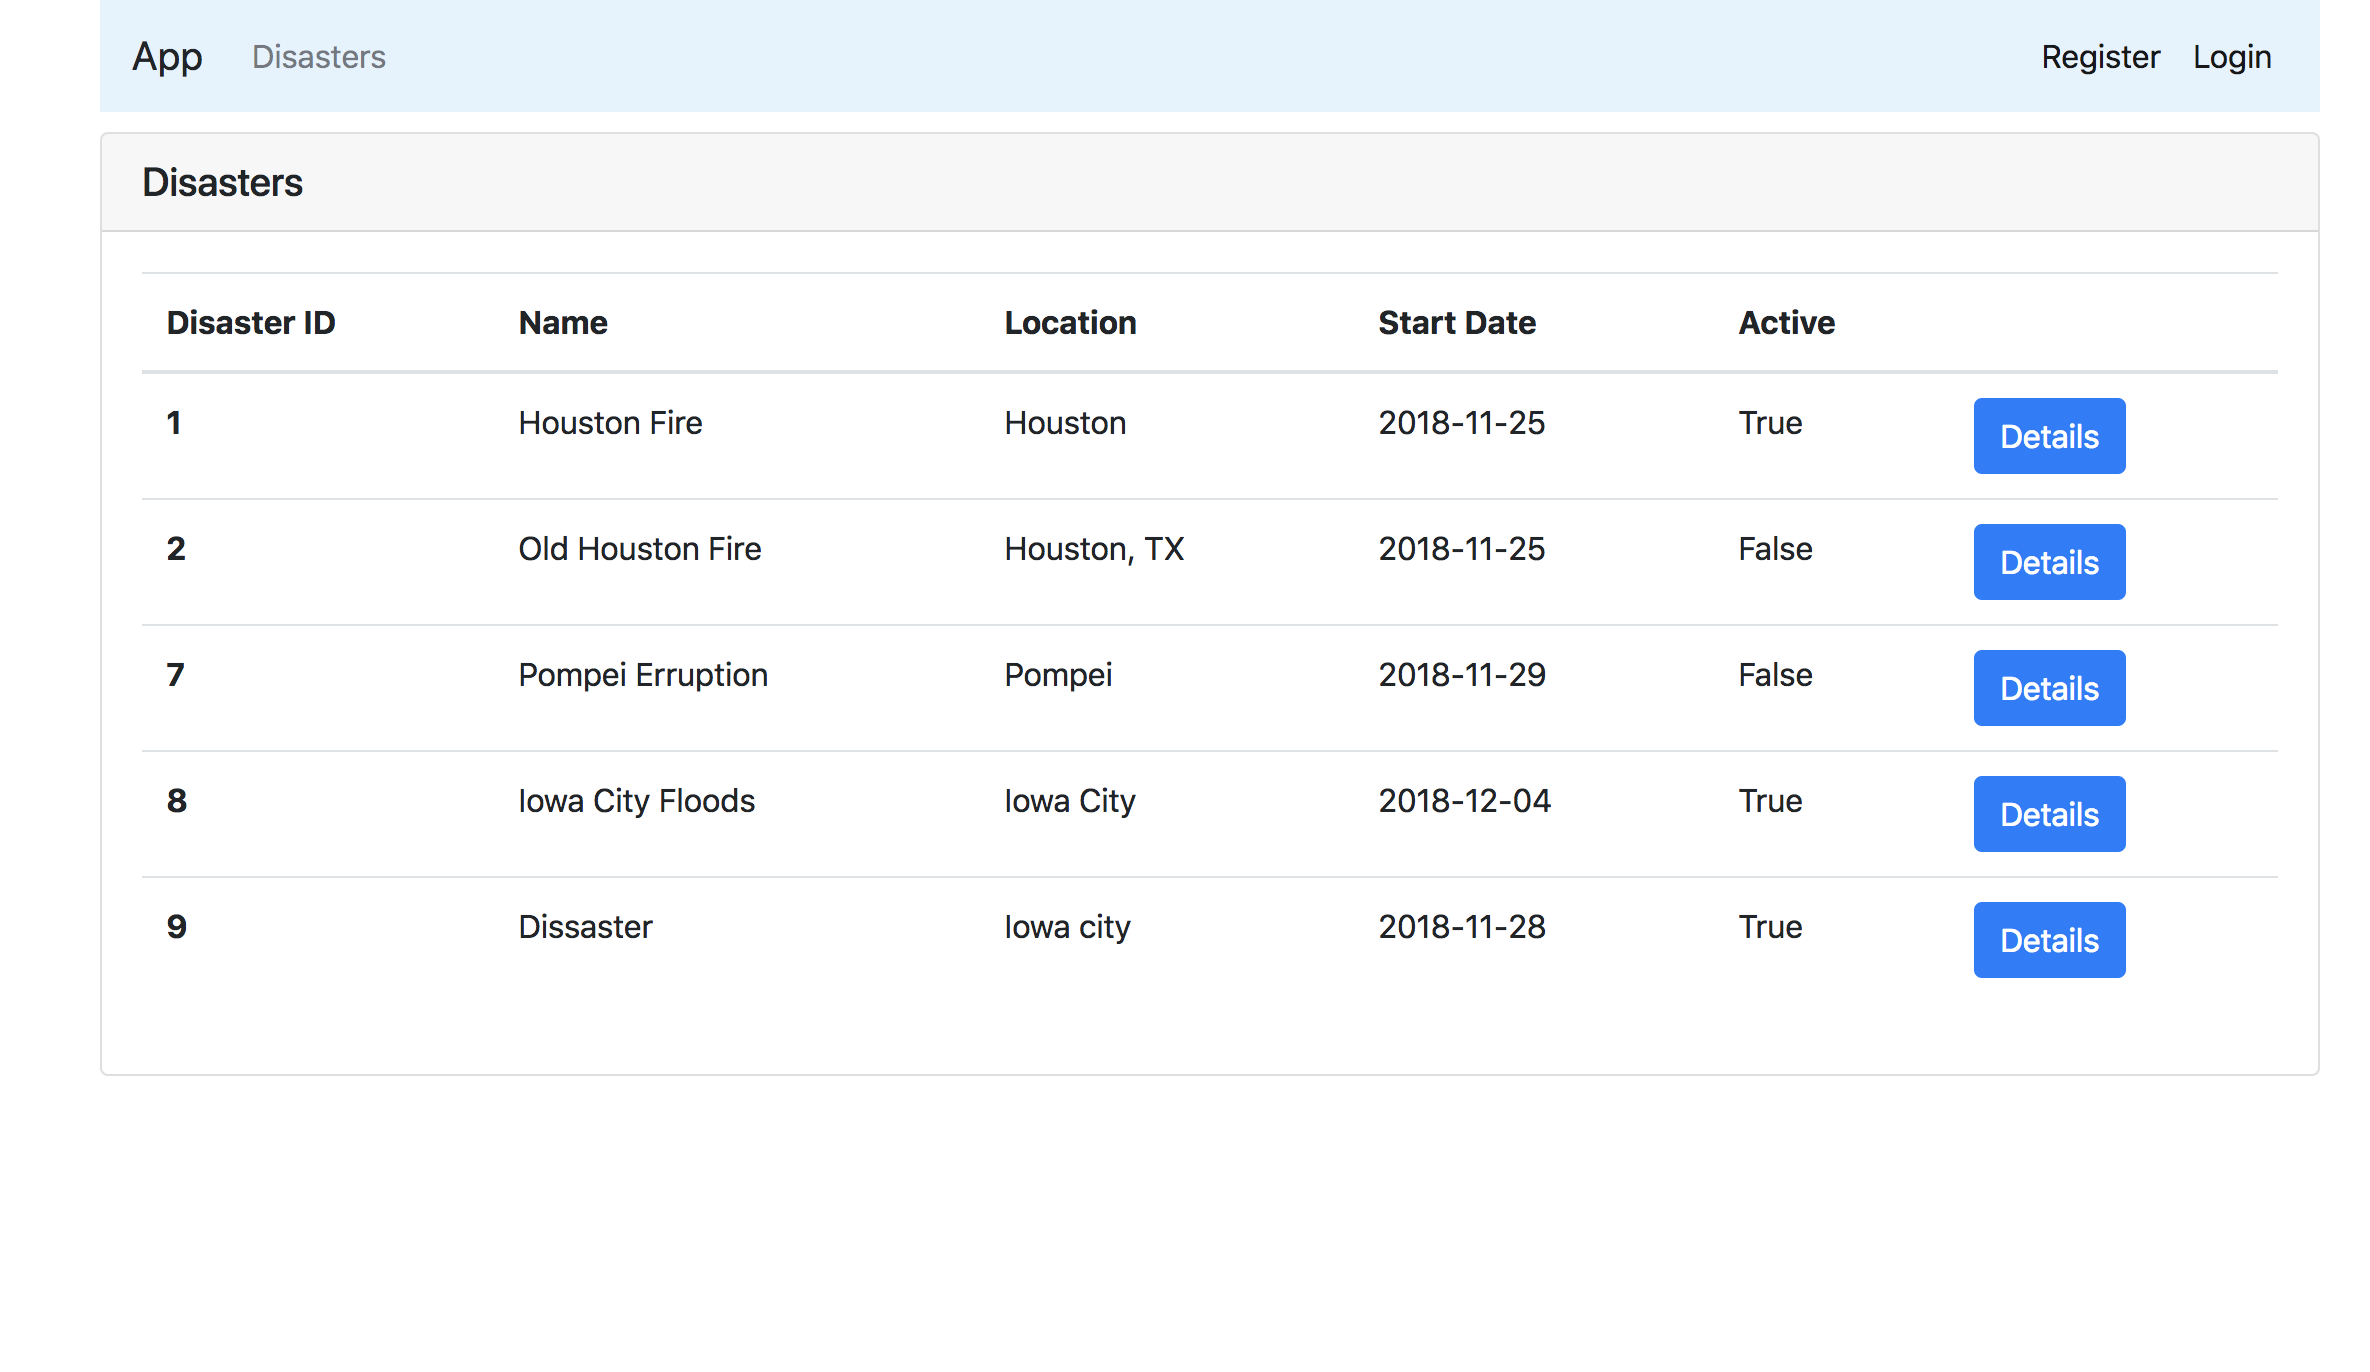 App Disasters Register Login
Disasters
Disaster ID Name Location Start Date Active
1 Houston Fire Houston 2018-11-25 True Details
2 Old Houston Fire Houston, TX 2018-11-25 False Details
7 Pompei Erruption Pompei 2018-11-29 False Details
8 Iowa City Floods Iowa City 2018-12-04 True Details
9 Dissaster Iowa city 2018-11-28 True Details